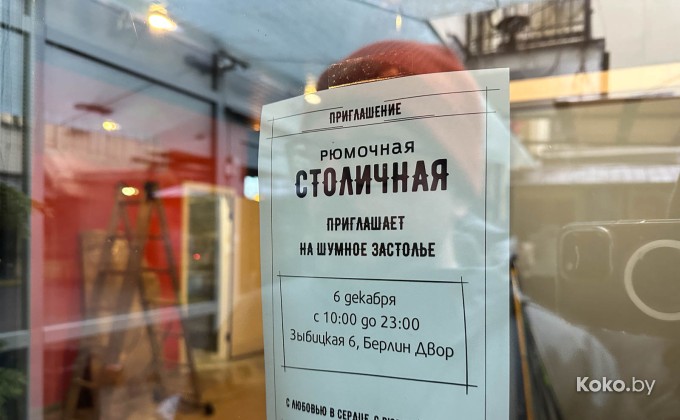 ПРИГЛАШЕНИЕ
РЮМОЧНАЯ
СТОЛИЧНАЯ
ПРИГЛАШАЕТ
НА ШУМНОЕ ЗАСТОЛЬЕ
6 декабря
с 10:00 до 23:00
Зыбицкая 6, Берлин ДВор
С ЛЮБОВЬЮ В СЕРДЦЕ,
Koko.by